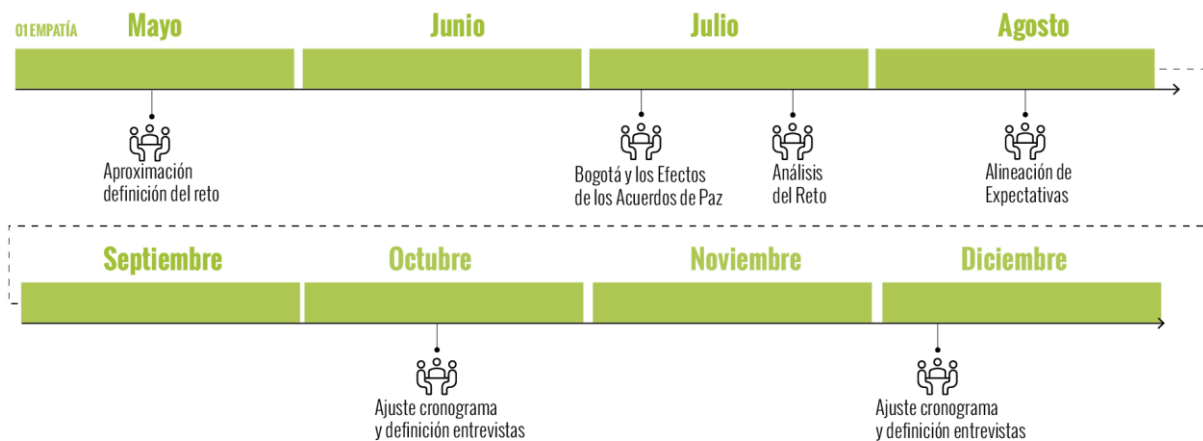 01 EMPATÍA
Mayo
Junio
Julio
Agosto
Aproximación
definición del reto
Bogotá y los Efectos
de los Acuerdos de Paz
Análisis
del Reto
Alineación de
Expectativas
Septiembre
Octubre
Noviembre
Diciembre
Ajuste cronograma
y definición entrevistas
Ajuste cronograma
y definición entrevistas